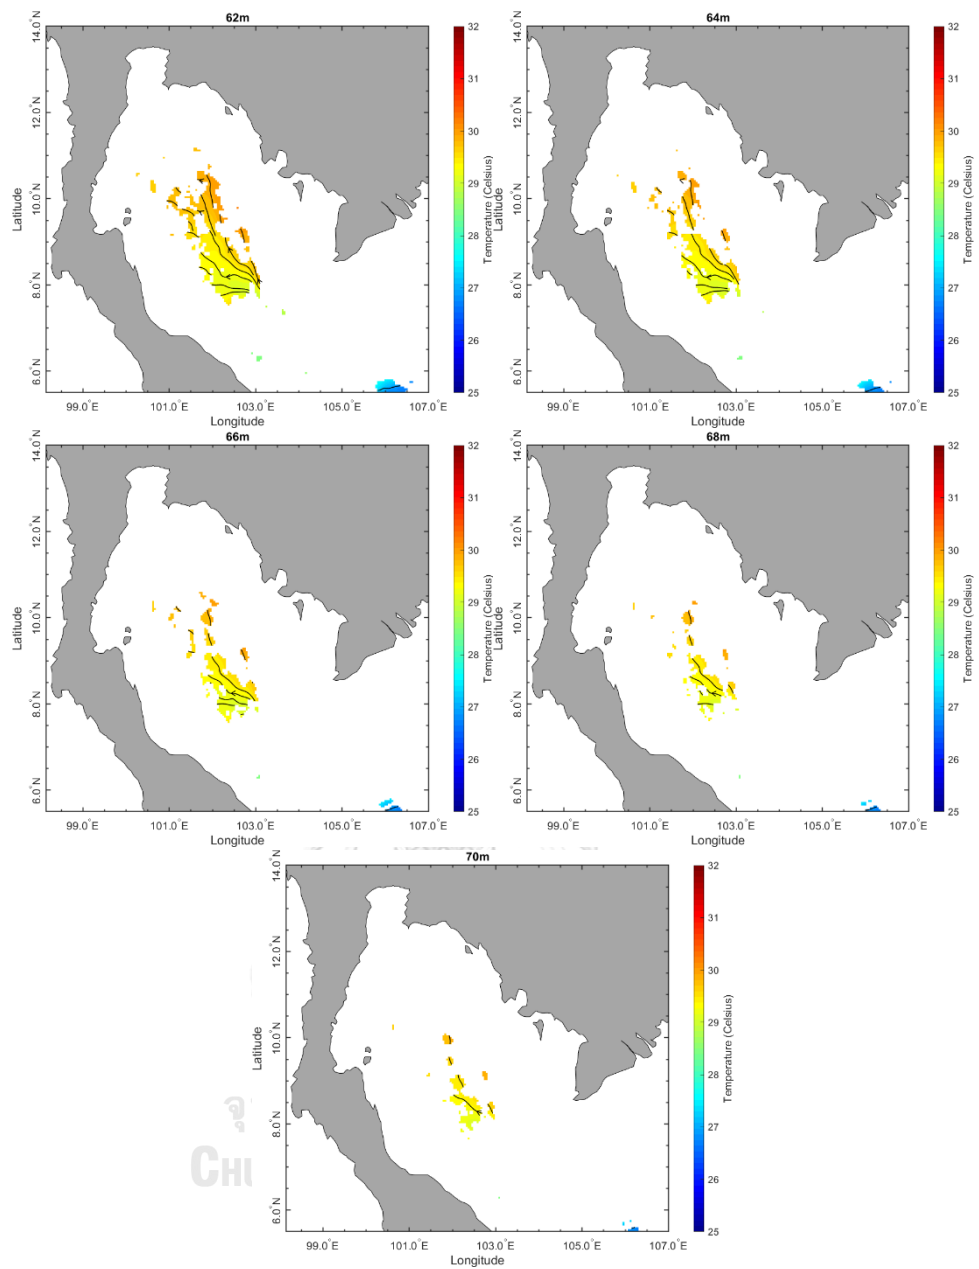 62m
14.0°N
12.0°N
10.0°N
8.0°N
6.0°N
Latitude
99.0°E 101.0°E 103.0°E 105.0°E 107.0°E
Longitude
32
31
30
29
28
27
26
25
Temperature (Celsius)
64m
14.0°N
12.0°N
10.0°N
8.0°N
6.0°N
Latitude
99.0°E 101.0°E 103.0°E 105.0°E 107.0°E
Longitude
32
31
30
29
28
27
26
25
Temperature (Celsius)
66m
14.0°N
12.0°N
10.0°N
8.0°N
6.0°N
Latitude
99.0°E 101.0°E 103.0°E 105.0°E 107.0°E
Longitude
32
31
30
29
28
27
26
25
Temperature (Celsius)
68m
14.0°N
12.0°N
10.0°N
8.0°N
6.0°N
Latitude
99.0°E 101.0°E 103.0°E 105.0°E 107.0°E
Longitude
32
31
30
29
28
27
26
25
Temperature (Celsius)
70m
14.0°N
12.0°N
10.0°N
8.0°N
6.0°N
Latitude
99.0°E 101.0°E 103.0°E 105.0°E 107.0°E
Longitude
32
31
30
29
28
27
26
25
Temperature (Celsius)
จุ
CHU